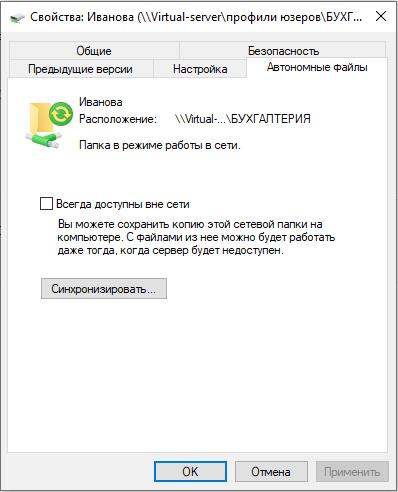 Свойства: Иванова (\\Virtual-server\профили юзеров\БУХГ...
Общие
Безопасность
Предыдущие версии
Настройка
Автономные файлы
Иванова
Расположение: \\Virtual-...\БУХГАЛТЕРИЯ
Папка в режиме работы в сети.
Всегда доступны вне сети
Вы можете сохранить копию этой сетевой папки на
компьютере. С файлами из нее можно будет работать
даже тогда, когда сервер будет недоступен.
Синхронизировать...
OK
Отмена
Применить